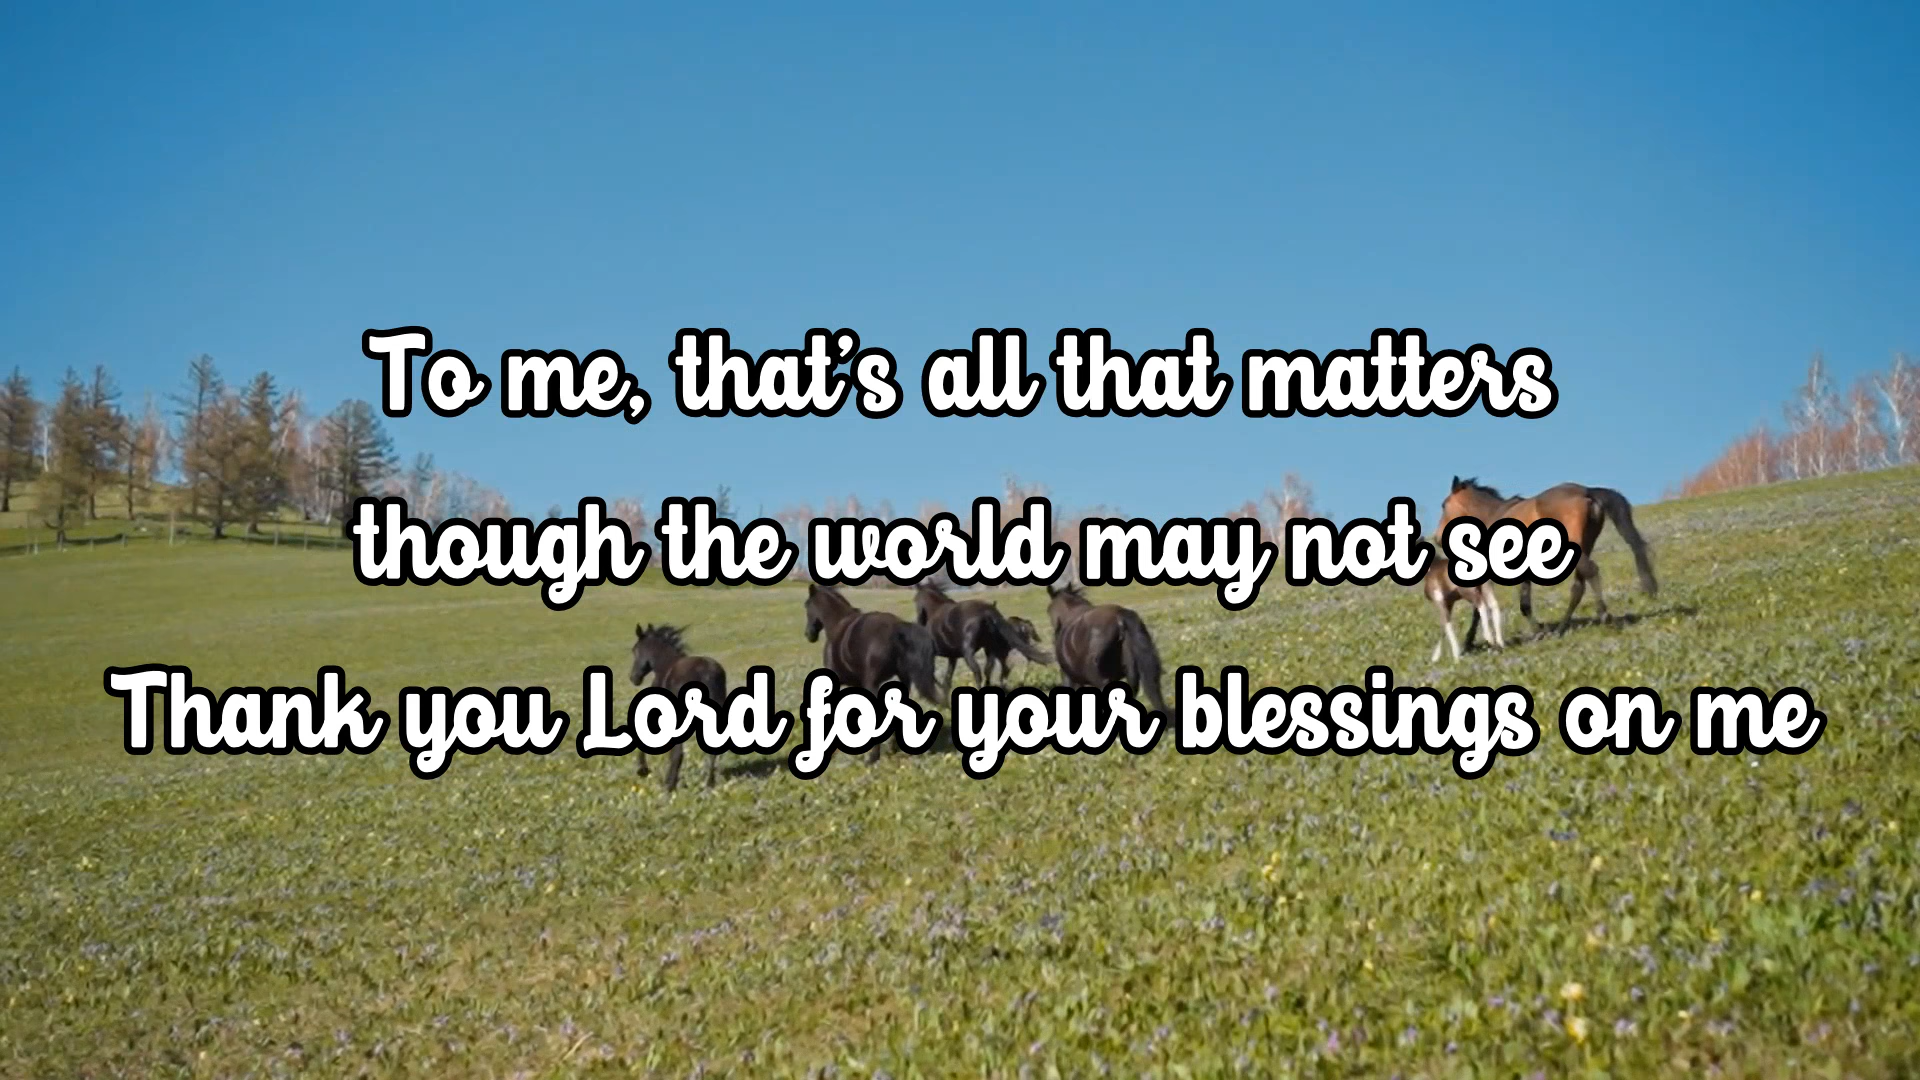 To me, that's all that matters
though the world may not see
Thank you Lord for your blessings on me